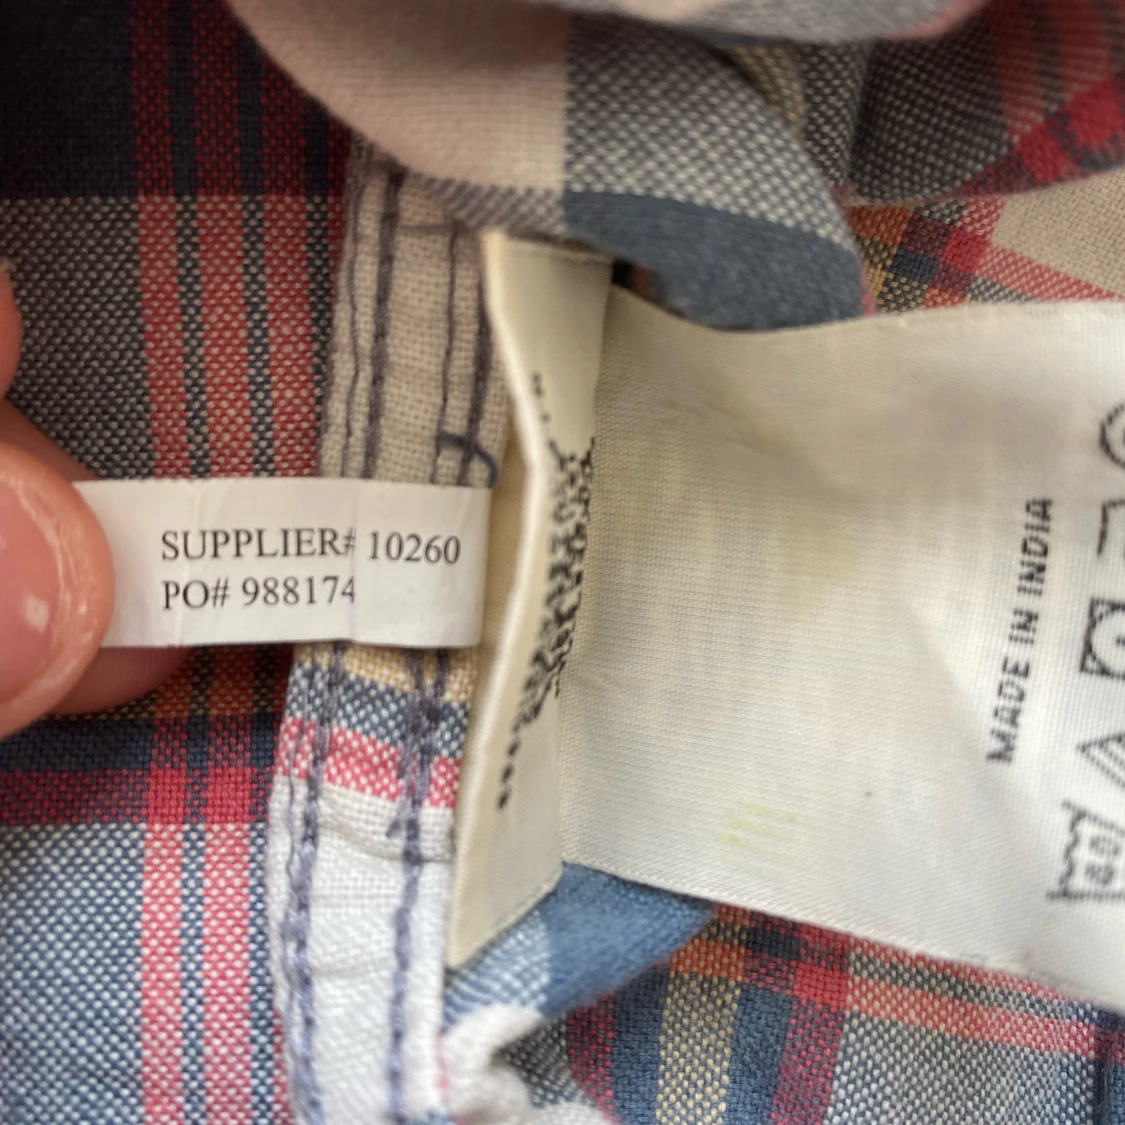 SUPPLIER# 10260
PO# 988174
MADE IN INDIA